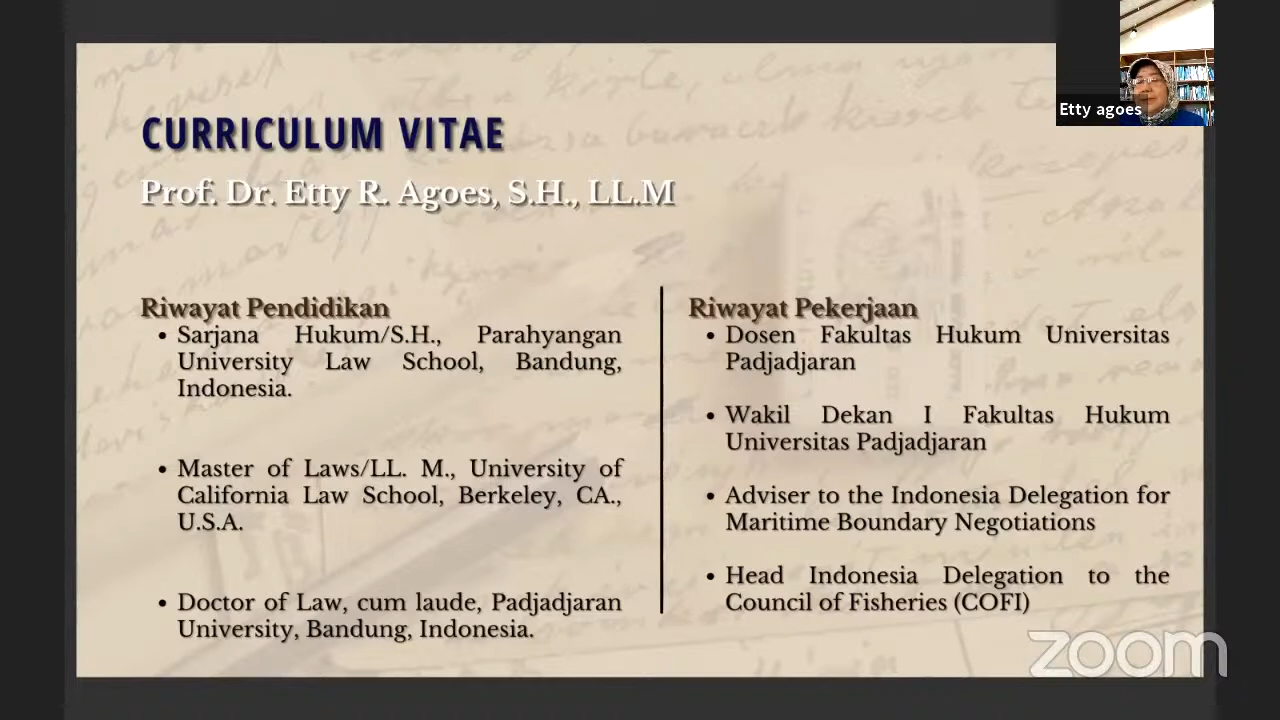 Etty agoes
CURRICULUM VITAE
Prof. Dr. Etty R. Agoes, S.H., LL.M
Riwayat Pendidikan
• Sarjana Hukum/S.H., Parahyangan
University Law School, Bandung,
Indonesia.
• Master of Laws/LL. M., University of
California Law School, Berkeley, CA.,
U.S.A.
• Doctor of Law, cum laude, Padjadjaran
University, Bandung, Indonesia.
Riwayat Pekerjaan
• Dosen Fakultas Hukum Universitas
Padjadjaran
• Wakil Dekan I Fakultas Hukum
Universitas Padjadjaran
• Adviser to the Indonesia Delegation for
Maritime Boundary Negotiations
• Head Indonesia Delegation to the
Council of Fisheries (COFI)
zoom